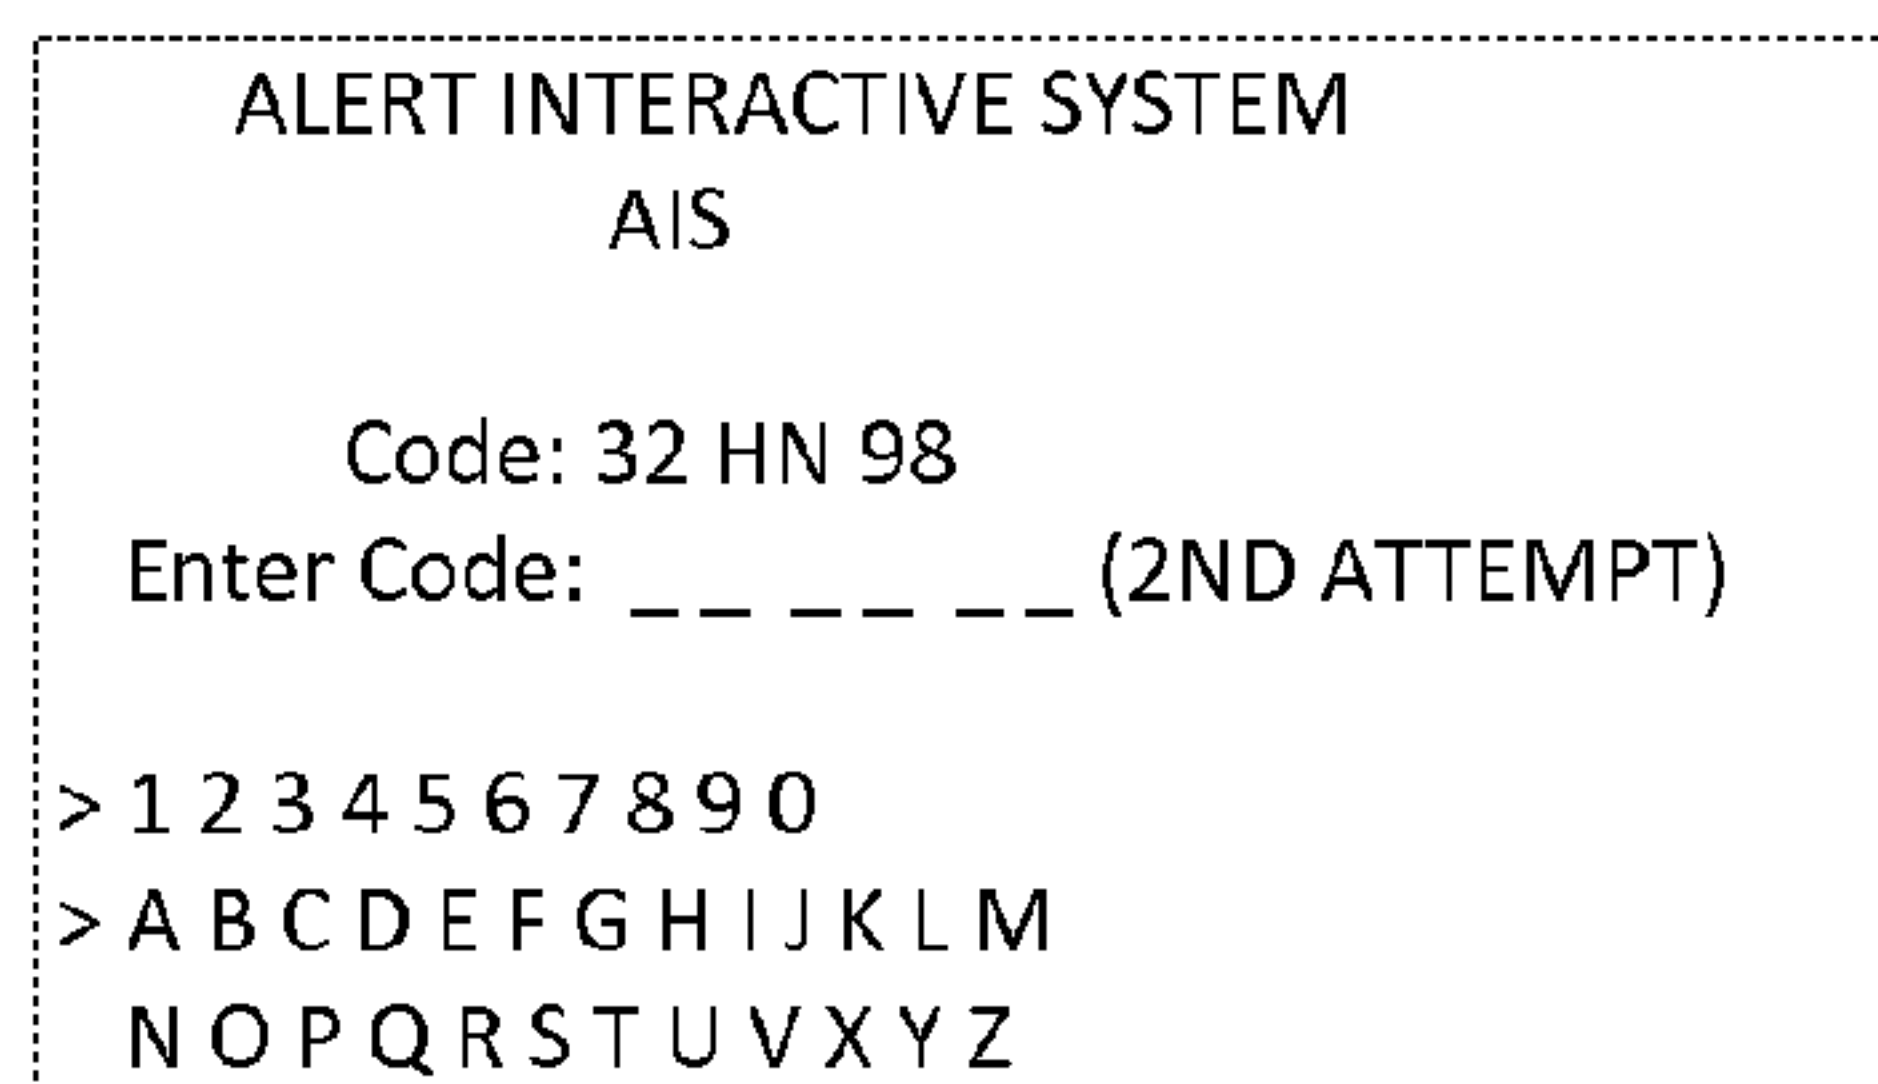 ALERT INTERACTIVE SYSTEM
AIS
Code: 32 HN 98
Enter Code: _ _ _ _ _ _ (2ND ATTEMPT)
> 1 2 3 4 5 6 7 8 9 0
> A B C D E F G H I J K L M
N O P Q R S T U V X Y Z